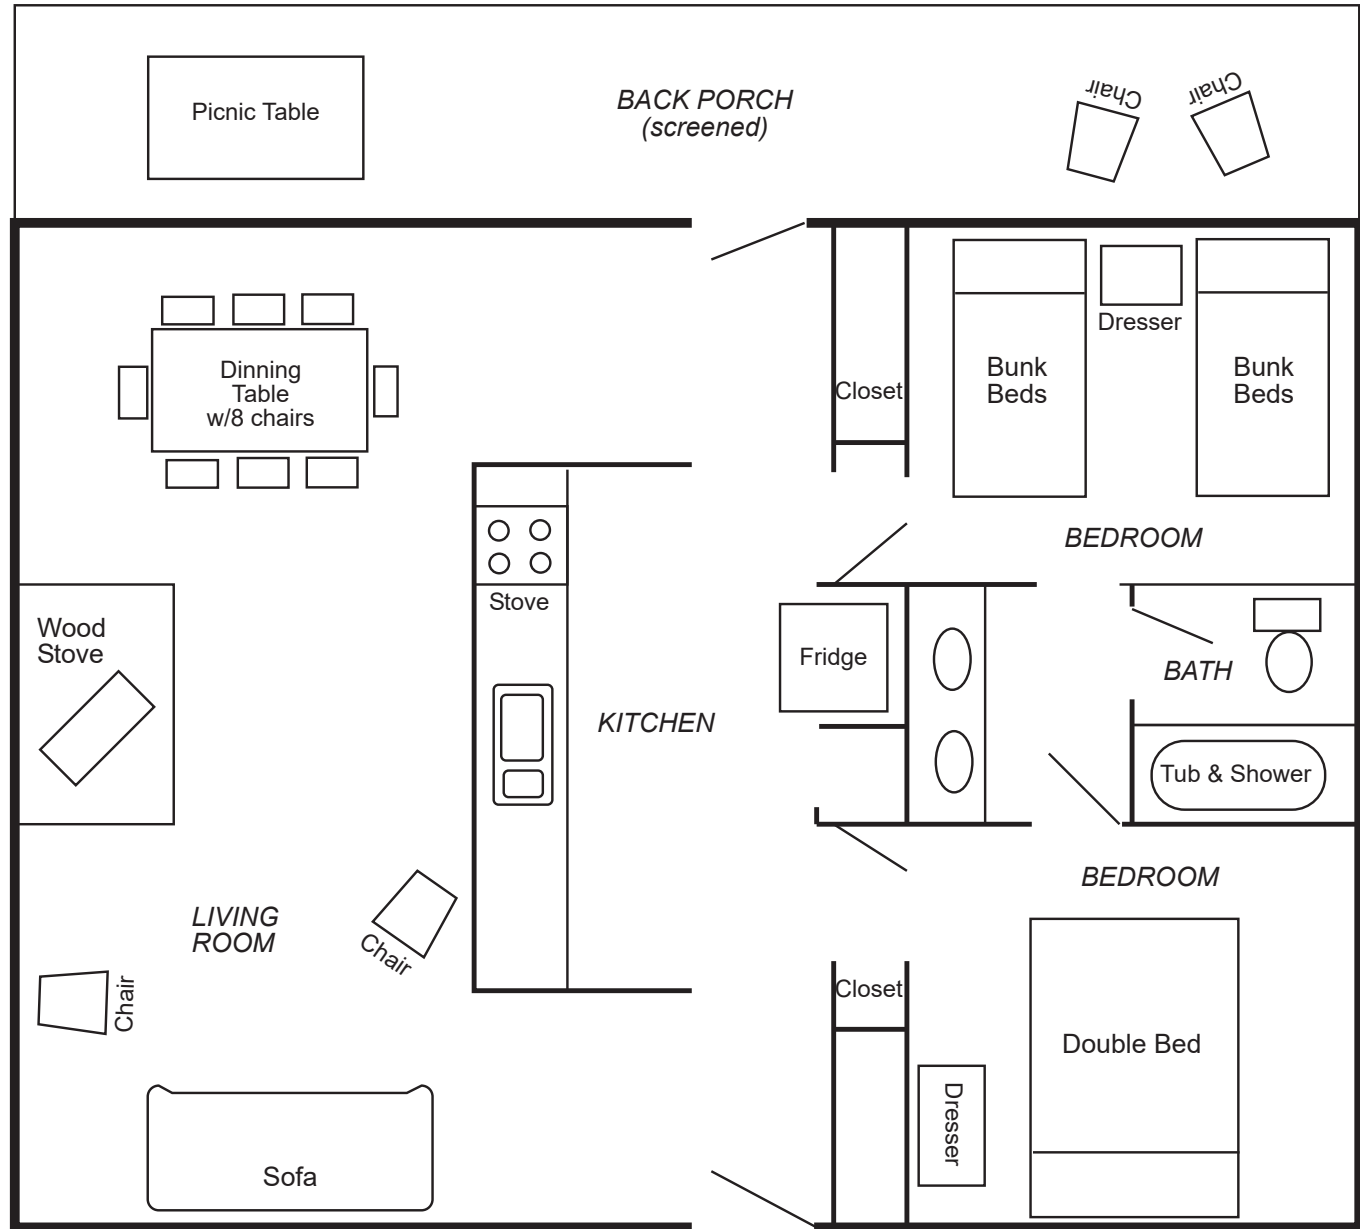 BACK PORCH
(screened)
Picnic Table
Chair
Chair
Dinning
Table
w/8 chairs
Closet
Bunk
Beds
Dresser
Bunk
Beds
BEDROOM
Stove
Wood
Stove
Fridge
BATH
KITCHEN
Tub & Shower
LIVING
ROOM
Chair
Chair
BEDROOM
Closet
Double Bed
Dresser
Sofa